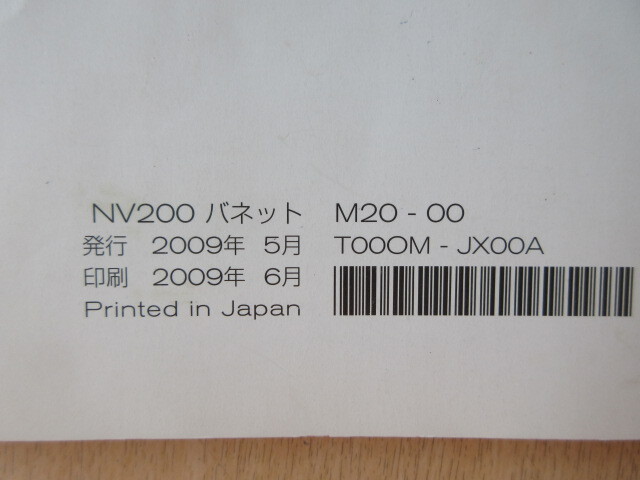 NV200 バネット M20 - 00
発行 2009年 5月 T00OM - JX00A
印刷 2009年 6月
Printed in Japan